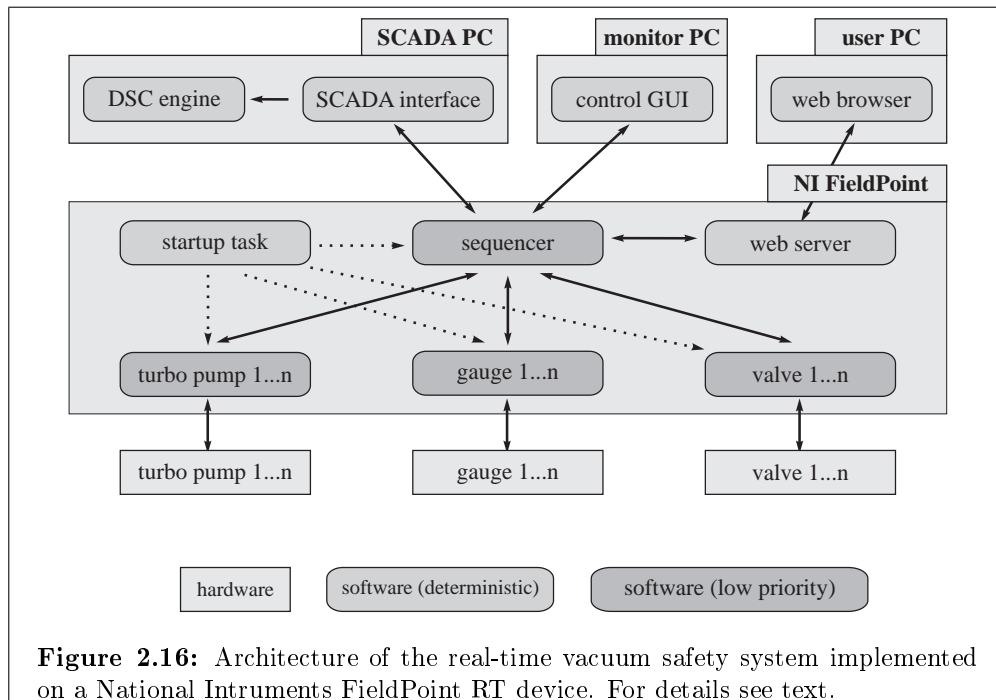 SCADA PC
monitor PC
user PC
DSC engine
SCADA interface
control GUI
web browser
NI FieldPoint
startup task
sequencer
web server
turbo pump 1...n
gauge 1...n
valve 1...n
turbo pump 1...n
gauge 1...n
valve 1...n
hardware
software (deterministic)
software (low priority)
Figure 2.16: Architecture of the real-time vacuum safety system implemented
on a National Intruments FieldPoint RT device. For details see text.